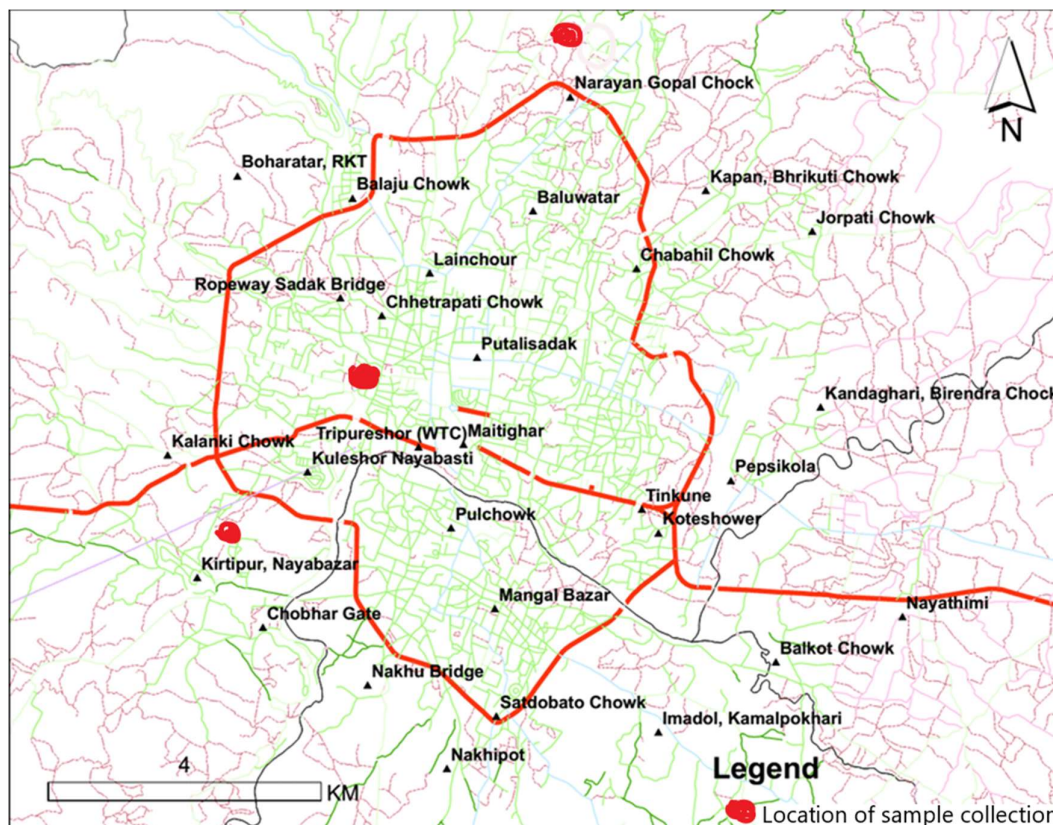 Narayan Gopal Chock
N
Boharatar, RKT
Kapan, Bhrikuti Chowk
Balaju Chowk
Baluwatar
Jorpati Chowk
Chabahil Chowk
Lainchour
Ropeway Sadak Bridge
Chhetrapati Chowk
Putalisadak
Kandaghari, Birendra Chock
Kalanki Chowk
Tripureshor (WTC)
Maitighar
Kuleshor Nayabasti
Pepsikola
Tinkune
Koteshower
Pulchowk
Kirtipur, Nayabazar
Mangal Bazar
Nayathimi
Chobhar Gate
Balkot Chowk
Nakhu Bridge
Satdobato Chowk
Imadol, Kamalpokhari
Nakhipot
4
KM
Legend
Location of sample collection